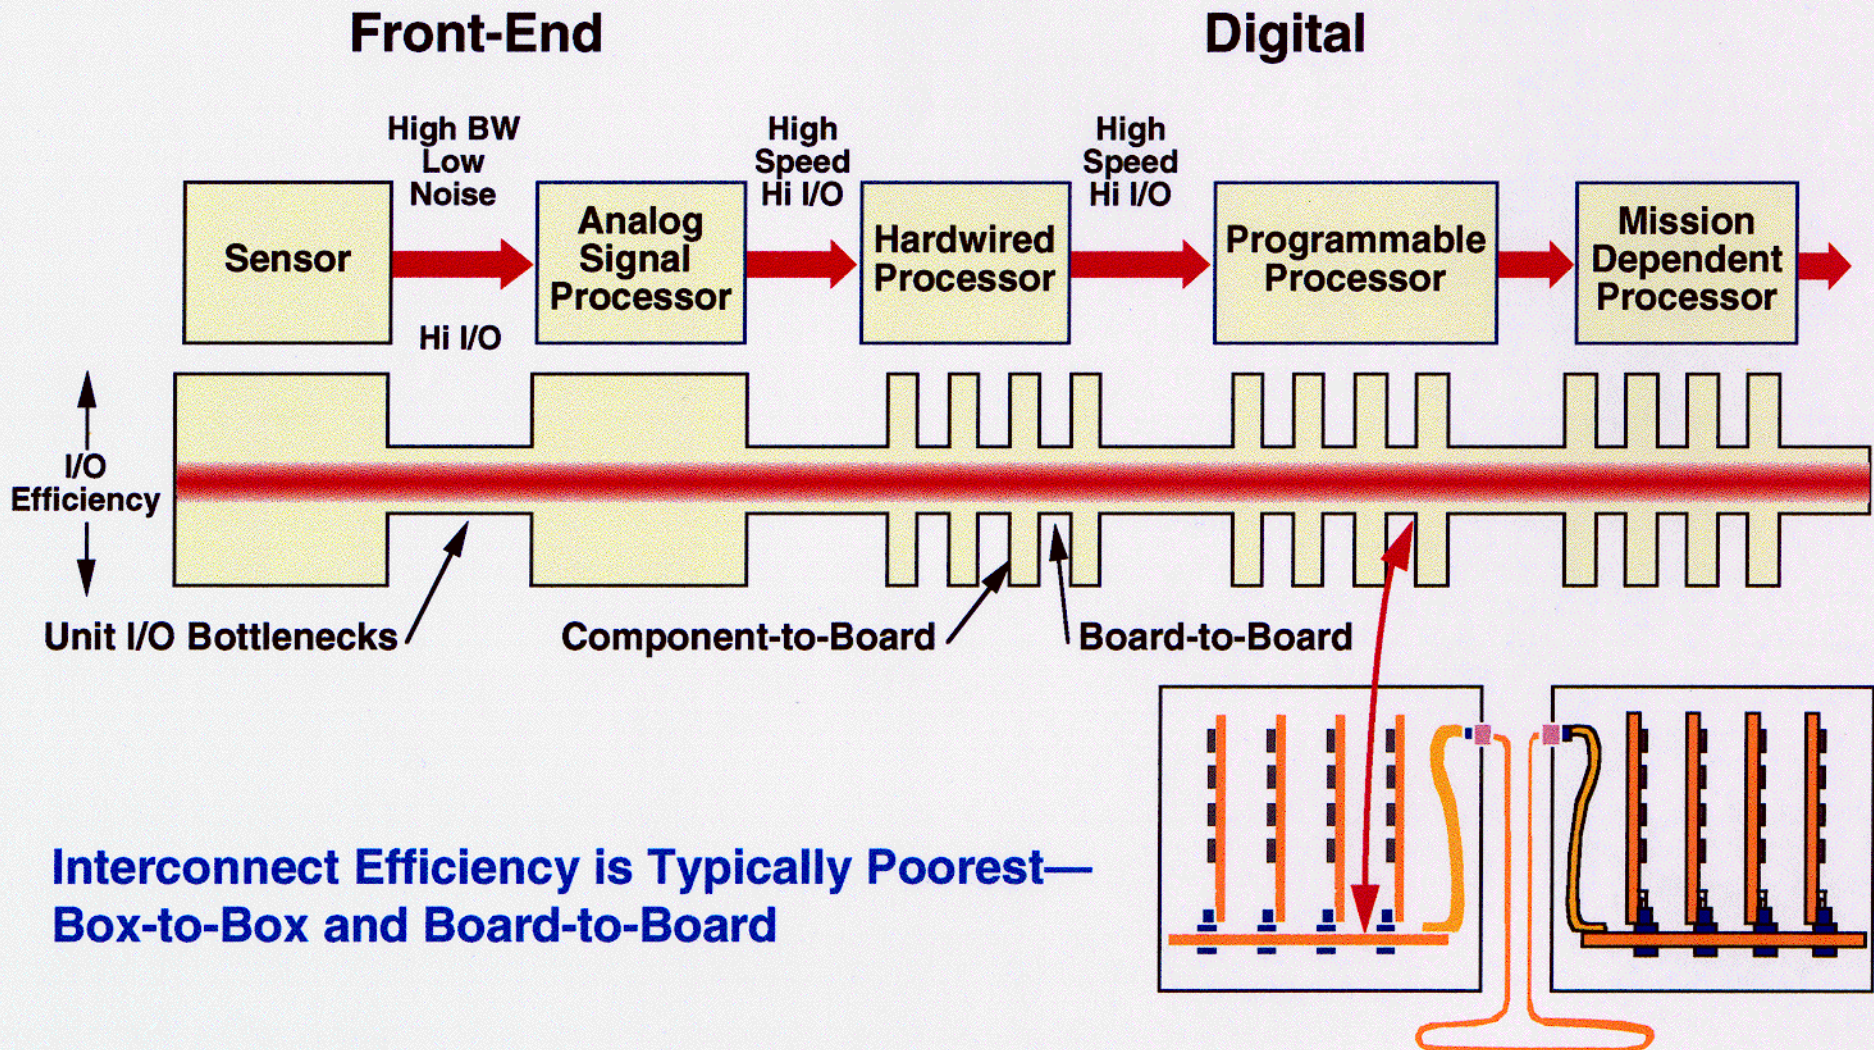 Front-End
Digital
High BW
Low
Noise
High
Speed
Hi I/O
High
Speed
Hi I/O
Sensor
Analog
Signal
Processor
Hardwired
Processor
Programmable
Processor
Mission
Dependent
Processor
Hi I/O
I/O
Efficiency
Unit I/O Bottlenecks
Component-to-Board
Board-to-Board
Interconnect Efficiency is Typically Poorest—
Box-to-Box and Board-to-Board